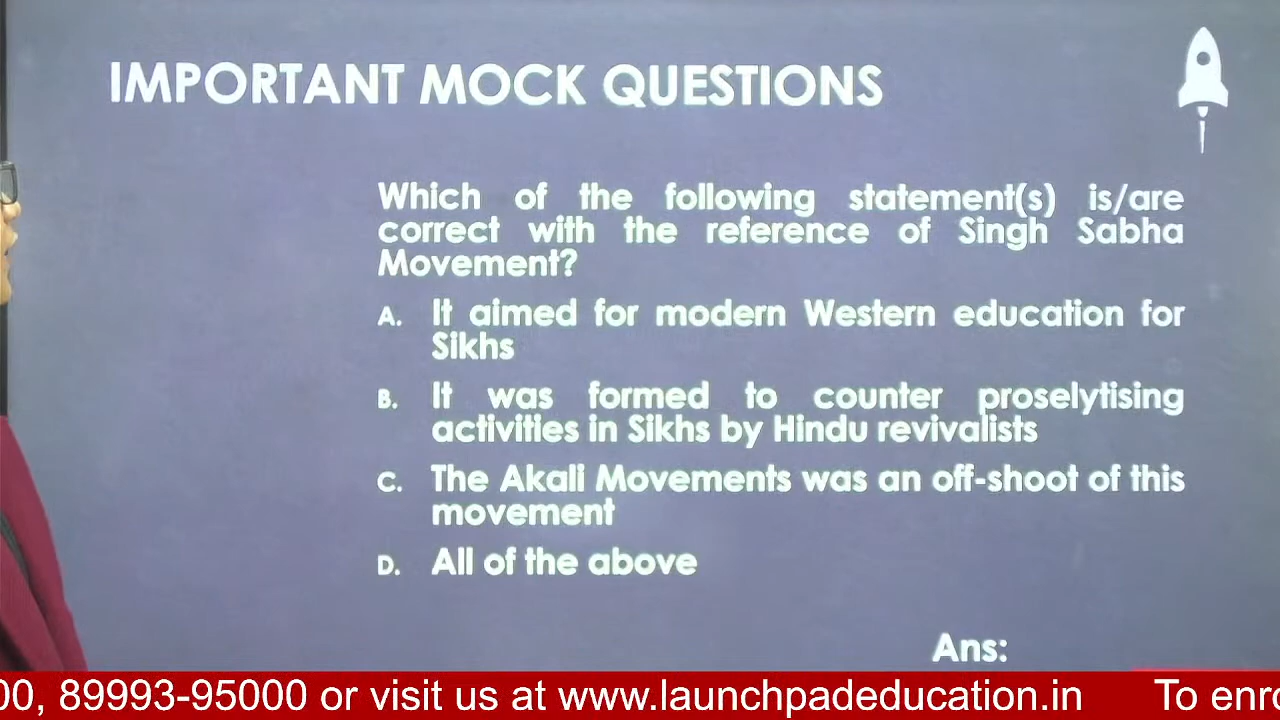 IMPORTANT MOCK QUESTIONS
Which of the following statement(s) is/are
correct with the reference of Singh Sabha
Movement?
A. It aimed for modern Western education for
Sikhs
B. It was formed to counter proselytising
activities in Sikhs by Hindu revivalists
C. The Akali Movements was an off-shoot of this
movement
D. All of the above
Ans:
00, 89993-95000 or visit us at www.launchpadeducation.in To enro